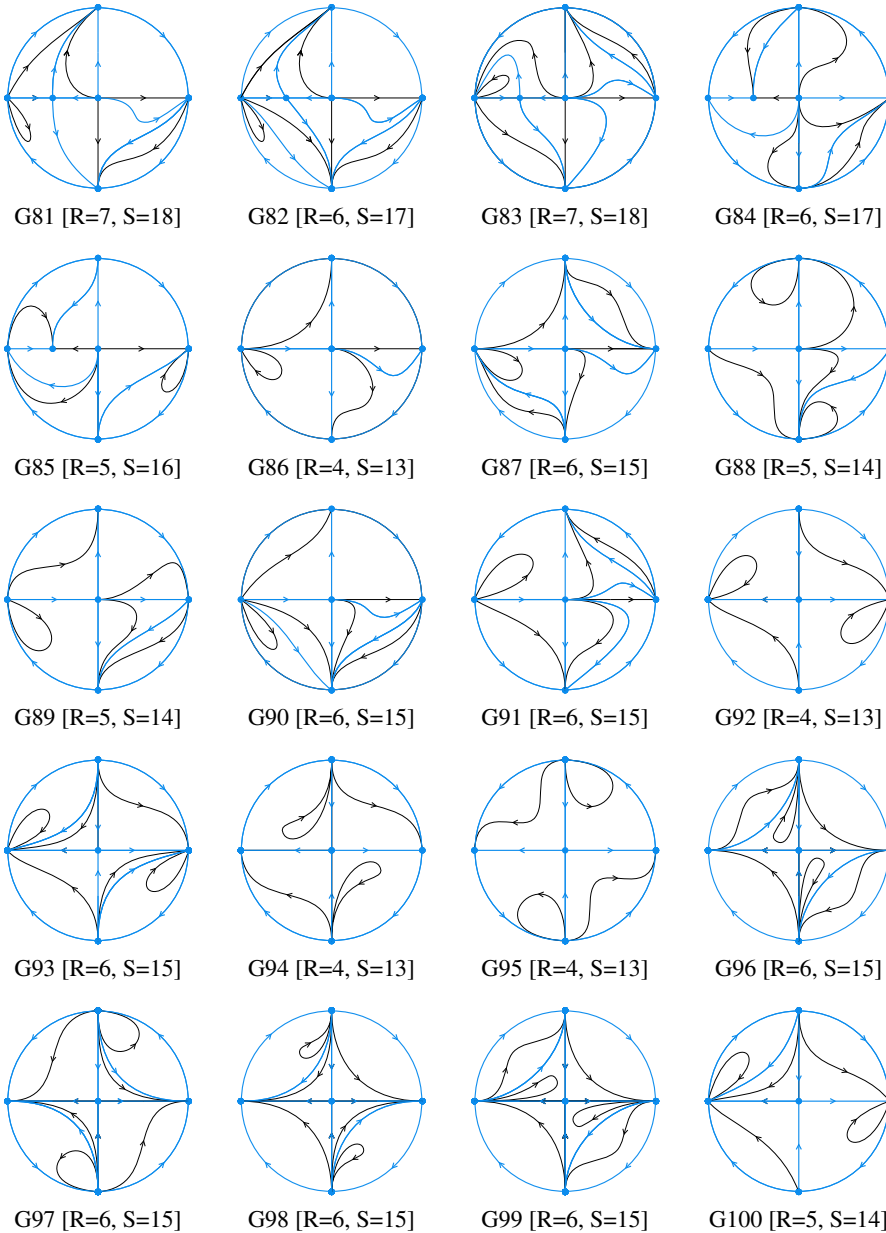 G81 [R=7, S=18] G82 [R=6, S=17] G83 [R=7, S=18] G84 [R=6, S=17]
G85 [R=5, S=16] G86 [R=4, S=13] G87 [R=6, S=15] G88 [R=5, S=14]
G89 [R=5, S=14] G90 [R=6, S=15] G91 [R=6, S=15] G92 [R=4, S=13]
G93 [R=6, S=15] G94 [R=4, S=13] G95 [R=4, S=13] G96 [R=6, S=15]
G97 [R=6, S=15] G98 [R=6, S=15] G99 [R=6, S=15] G100 [R=5, S=14]